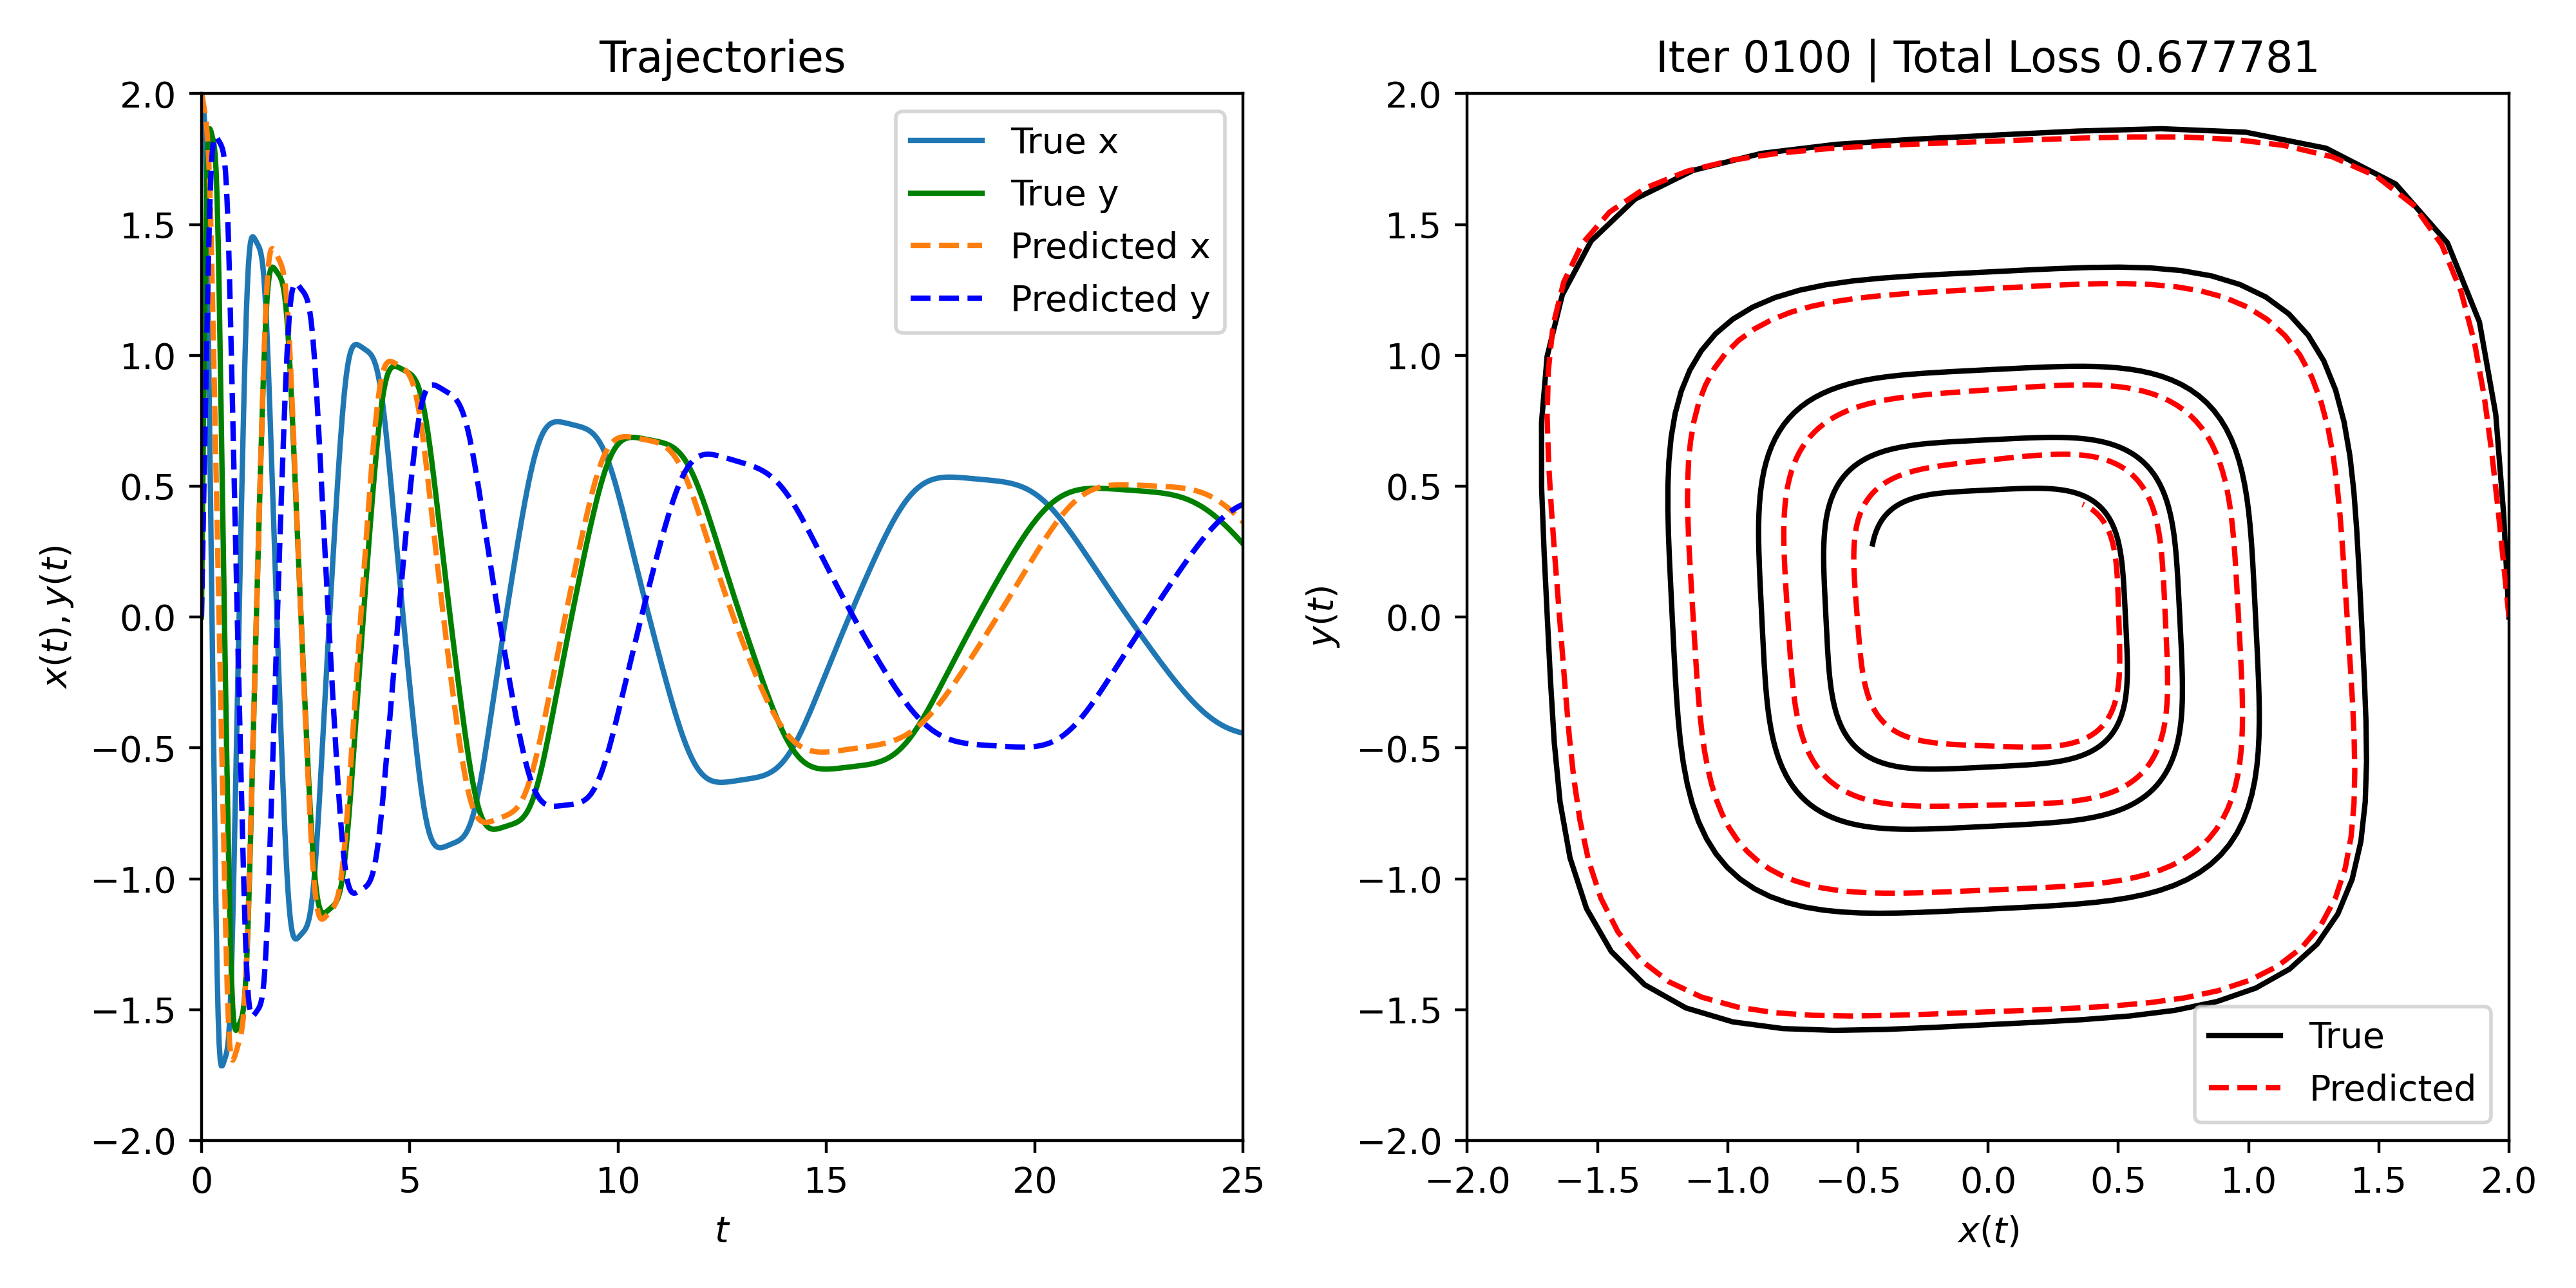 Trajectories
2.0
1.5
1.0
0.5
0.0
−0.5
−1.0
−1.5
−2.0
x(t), y(t)
0 5 10 15 20 25
t
True x
True y
Predicted x
Predicted y
Iter 0100 | Total Loss 0.677781
2.0
1.5
1.0
0.5
0.0
−0.5
−1.0
−1.5
−2.0
y(t)
−2.0 −1.5 −1.0 −0.5 0.0 0.5 1.0 1.5 2.0
x(t)
True
Predicted